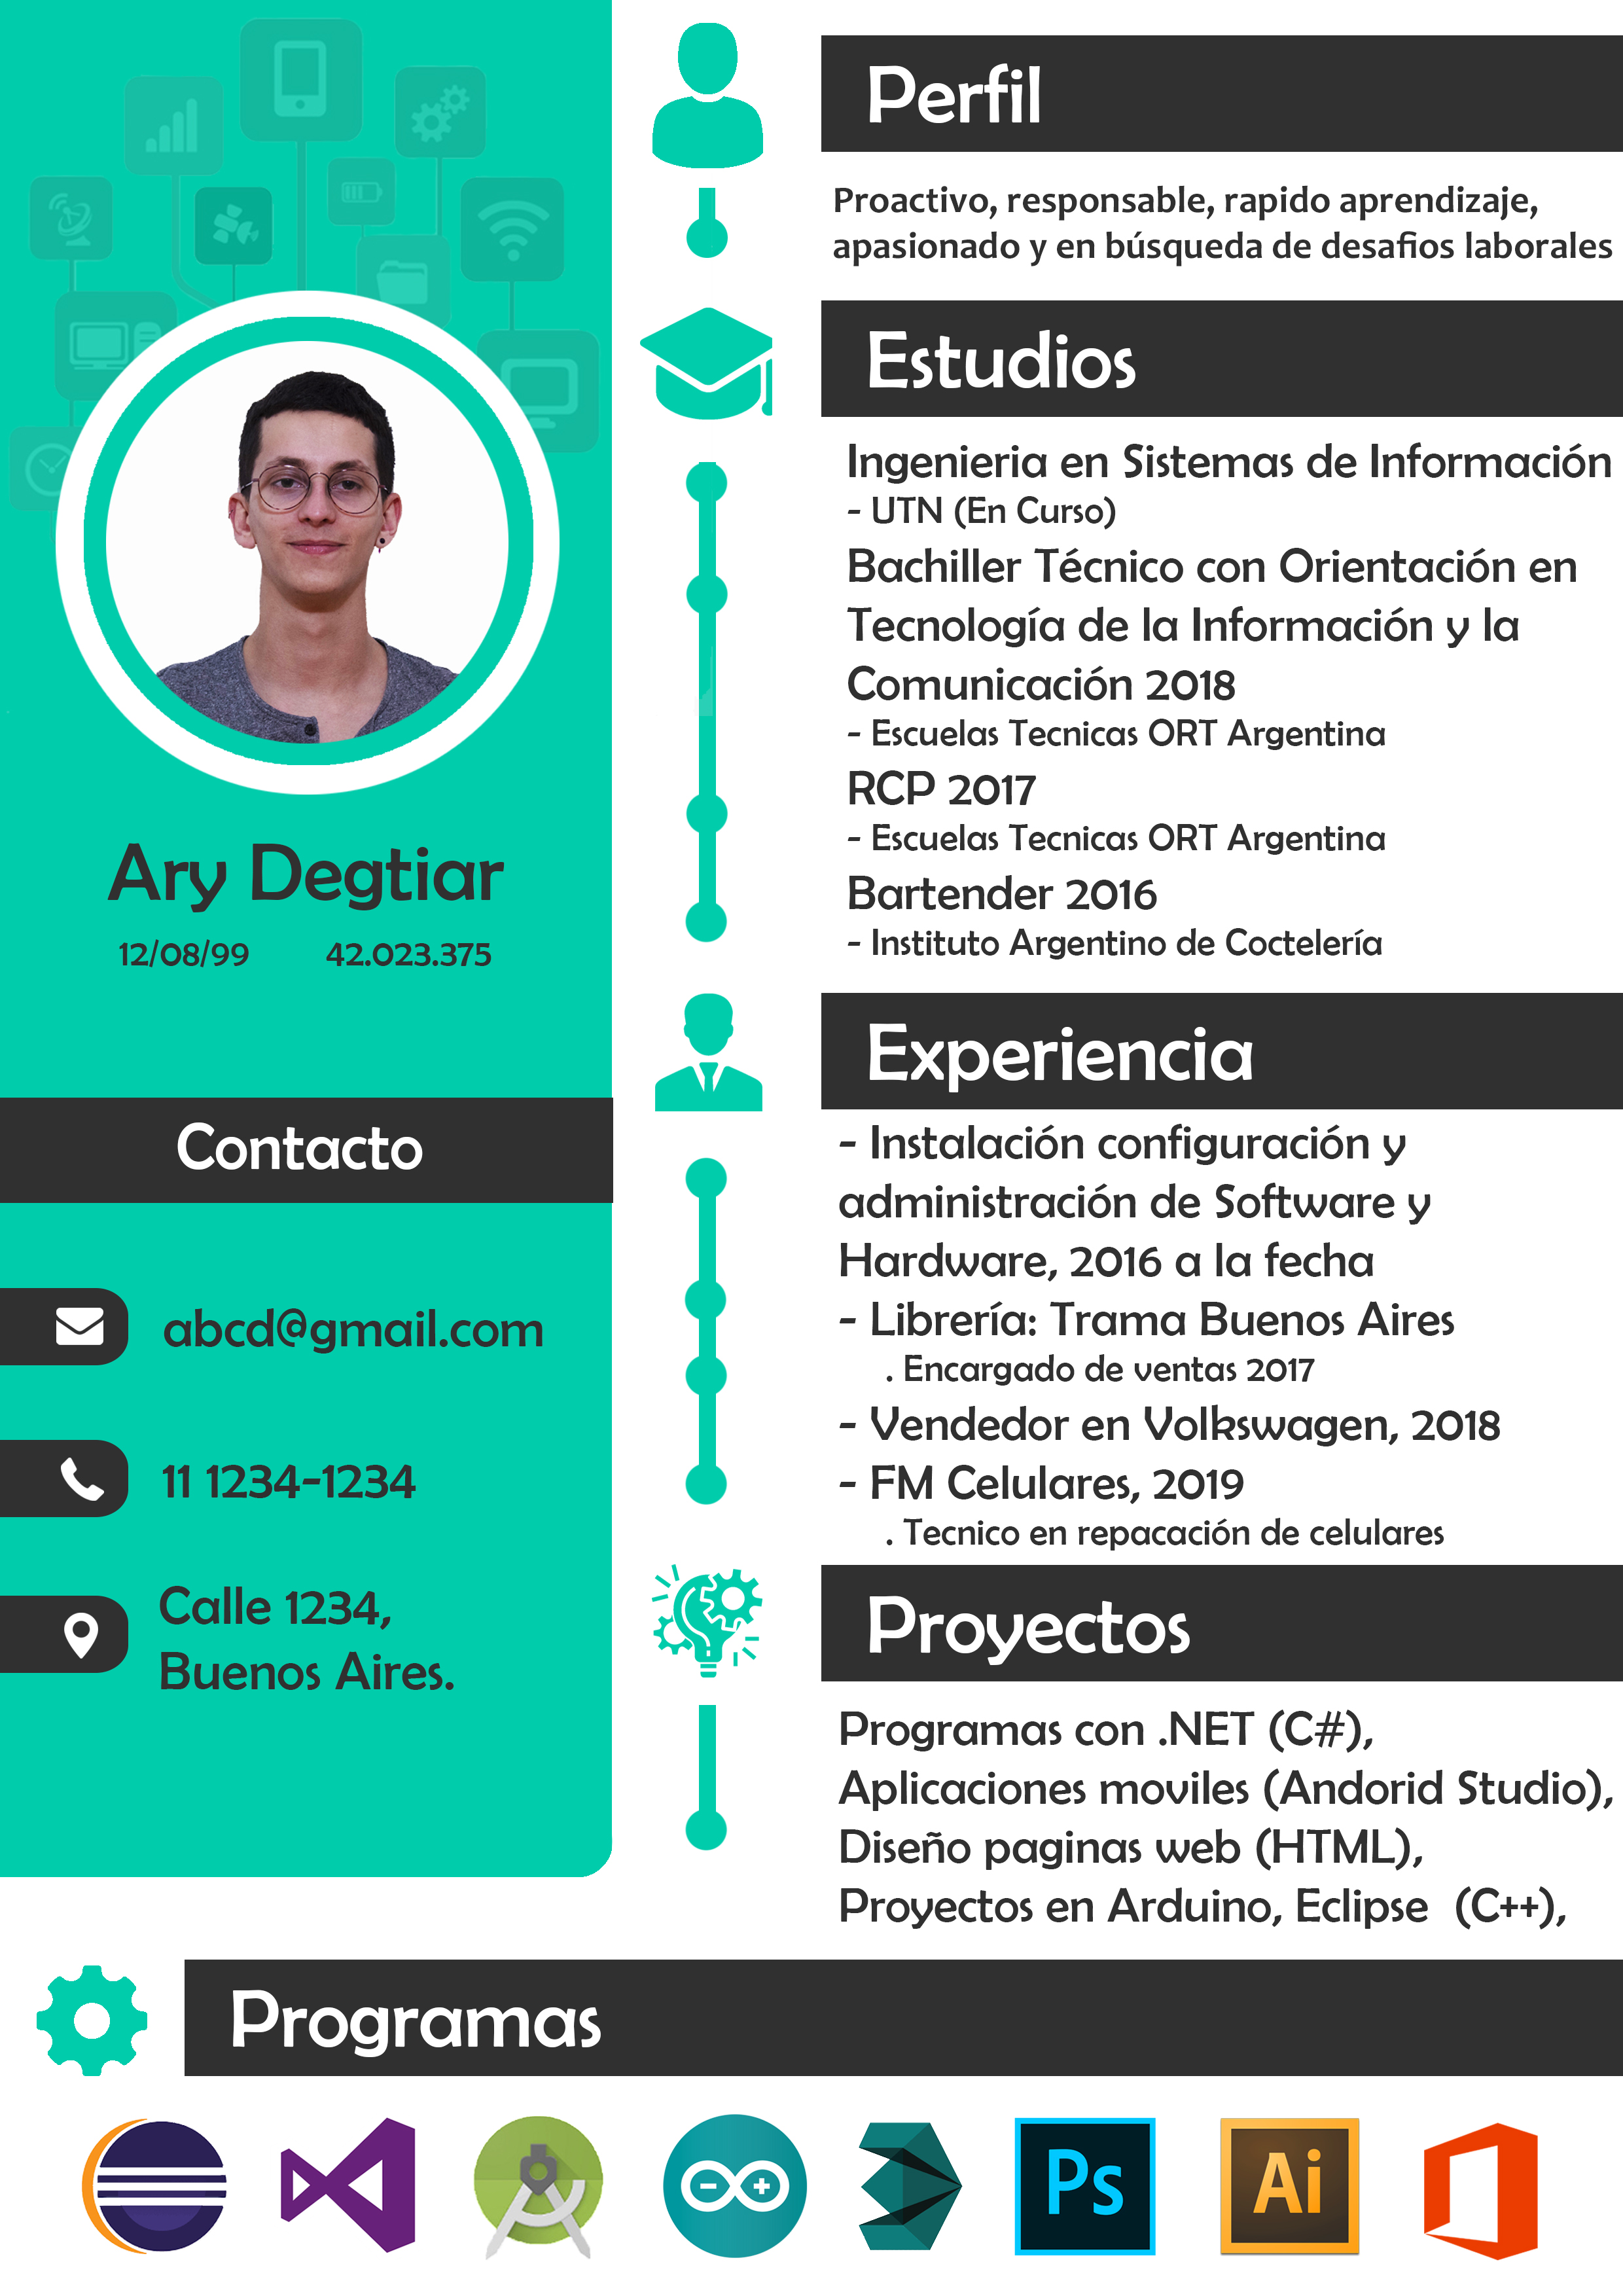 Ary Degtiar
12/08/99 42.023.375
Contacto
abcd@gmail.com
11 1234-1234
Calle 1234,
Buenos Aires.
Perfil
Proactivo, responsable, rapido aprendizaje,
apasionado y en búsqueda de desafios laborales
Estudios
Ingenieria en Sistemas de Información
- UTN (En Curso)
Bachiller Técnico con Orientación en
Tecnología de la Información y la
Comunicación 2018
- Escuelas Tecnicas ORT Argentina
RCP 2017
- Escuelas Tecnicas ORT Argentina
Bartender 2016
- Instituto Argentino de Coctelería
Experiencia
- Instalación configuración y
administración de Software y
Hardware, 2016 a la fecha
- Librería: Trama Buenos Aires
. Encargado de ventas 2017
- Vendedor en Volkswagen, 2018
- FM Celulares, 2019
. Tecnico en repacación de celulares
Proyectos
Programas con .NET (C#),
Aplicaciones moviles (Andorid Studio),
Diseño paginas web (HTML),
Proyectos en Arduino, Eclipse (C++),
Programas
Ps Ai